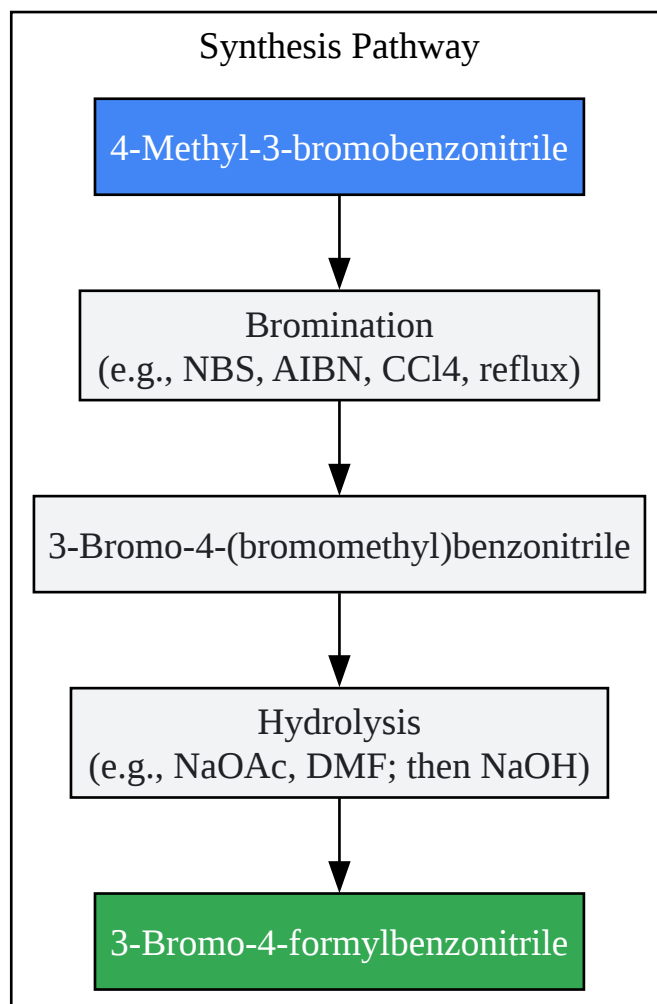 Synthesis Pathway
4-Methyl-3-bromobenzonitrile
Bromination
(e.g., NBS, AIBN, CCl4, reflux)
3-Bromo-4-(bromomethyl)benzonitrile
Hydrolysis
(e.g., NaOAc, DMF; then NaOH)
3-Bromo-4-formylbenzonitrile